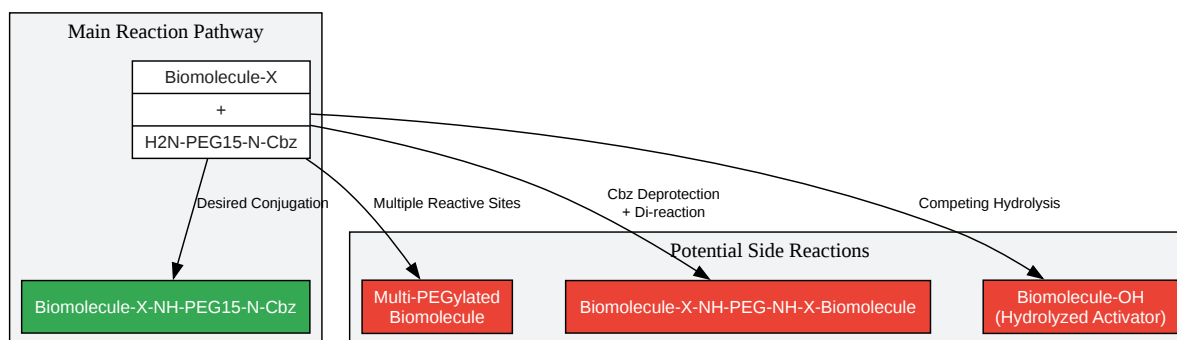 Main Reaction Pathway
Biomolecule-X
+
H2N-PEG15-N-Cbz
Desired Conjugation
Multiple Reactive Sites
Cbz Deprotection
+ Di-reaction
Competing Hydrolysis
Potential Side Reactions
Biomolecule-X-NH-PEG15-N-Cbz
Multi-PEGylated
Biomolecule
Biomolecule-X-NH-PEG-NH-X-Biomolecule
Biomolecule-OH
(Hydrolyzed Activator)